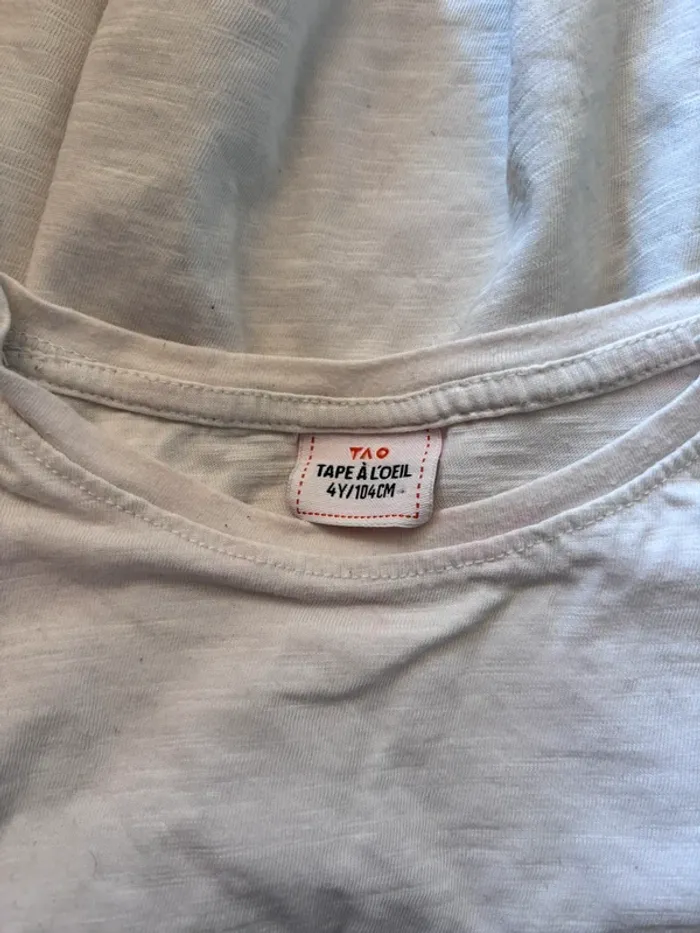 TAO
TAPE À L'OEIL
4Y/104CM